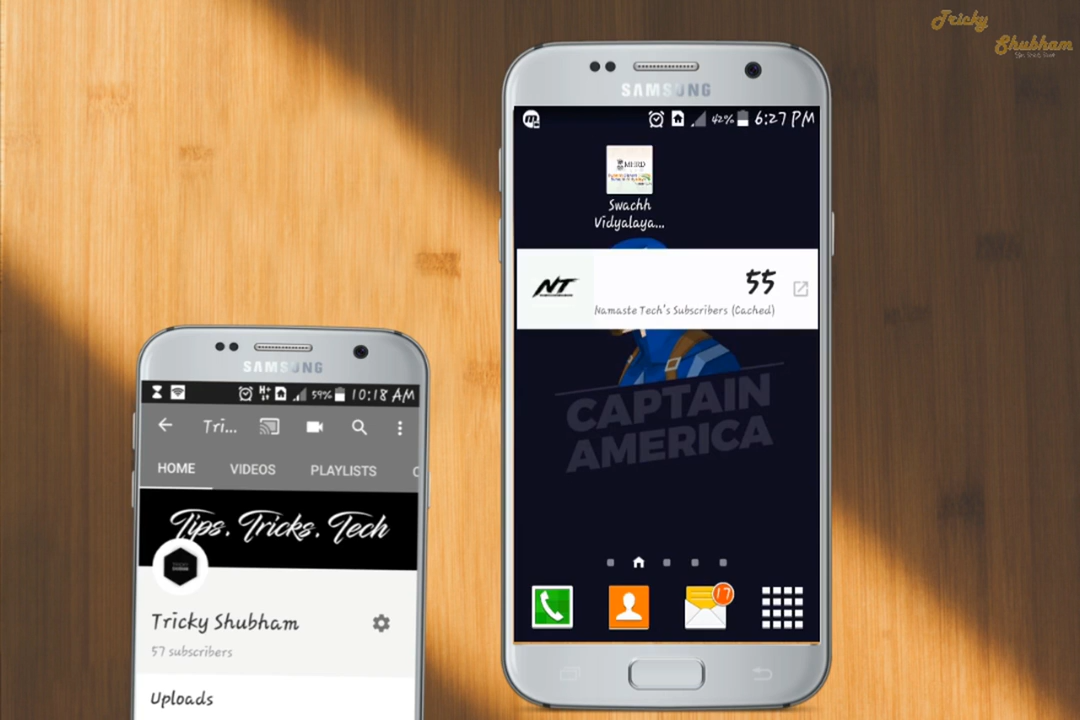 Tricky
Shubham
SAMSUNG
42% 6:27 PM
MHRD
Swachh
Vidyalaya...
NT
55
Namaste Tech's Subscribers (Cached)
CAPTAIN
AMERICA
17
SAMSUNG
H+ 59% 10:18 AM
Tri...
HOME VIDEOS PLAYLISTS C
Tips. Tricks. Tech
Tricky Shubham
57 subscribers
Uploads